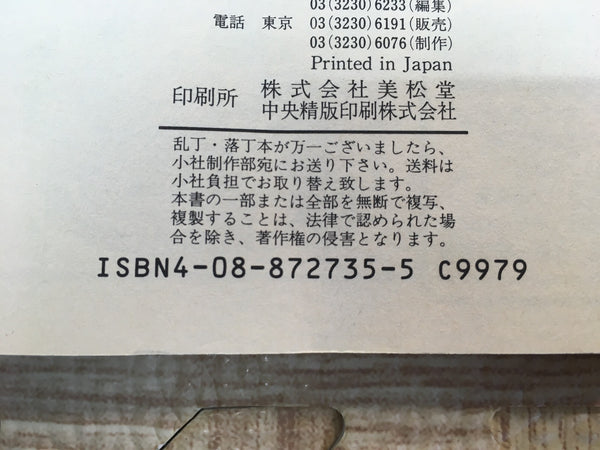 03(3230)6233(編集)
電話 東京 03(3230)6191(販売)
03(3230)6076(制作)
Printed in Japan
印刷所 株式会社美松堂
中央精版印刷株式会社
乱丁・落丁本が万一ございましたら、
小社制作部宛にお送り下さい。送料は
小社負担でお取り替え致します。
本書の一部または全部を無断で複写、
複製することは、法律で認められた場
合を除き、著作権の侵害となります。
ISBN4-08-872735-5 C9979